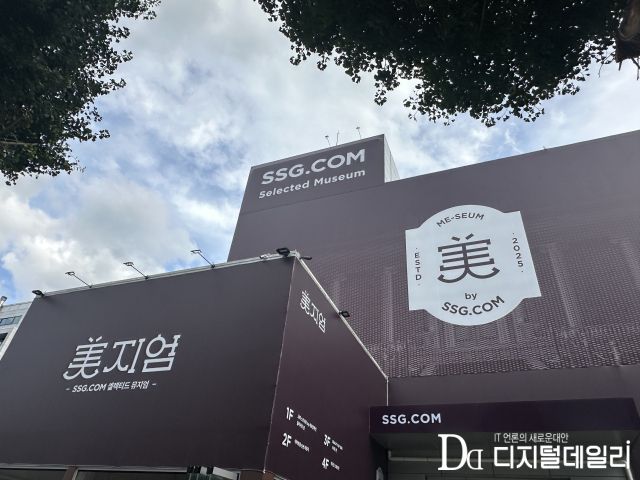 SSG.COM
Selected Museum
ME-SEUM
ESTD
美
2025
by
SSG.COM
美지엄
- SSG.COM 셀렉티드 뮤지엄 -
美지엄
1F
2F
3F
4F
SSG.COM
IT 언론의 새로운대안
디지털데일리